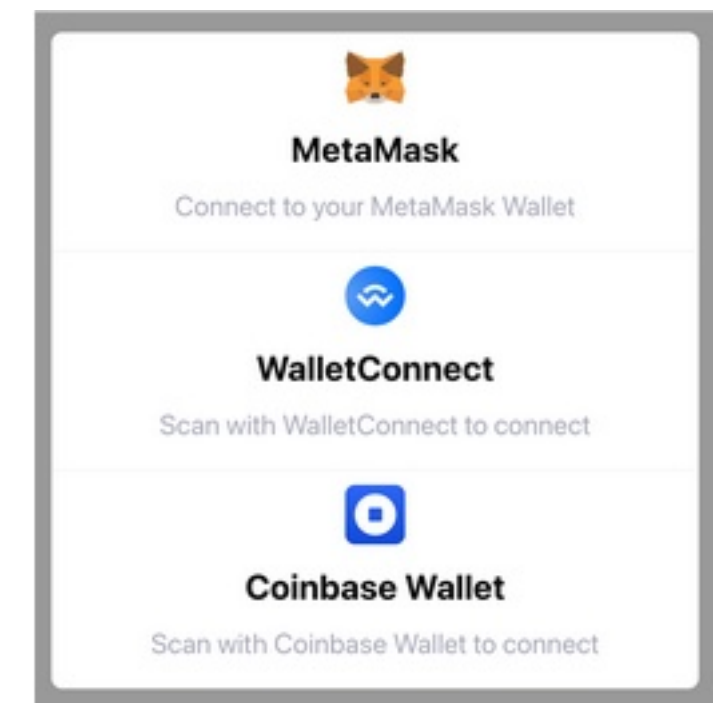 MetaMask
Connect to your MetaMask Wallet
WalletConnect
Scan with WalletConnect to connect
Coinbase Wallet
Scan with Coinbase Wallet to connect